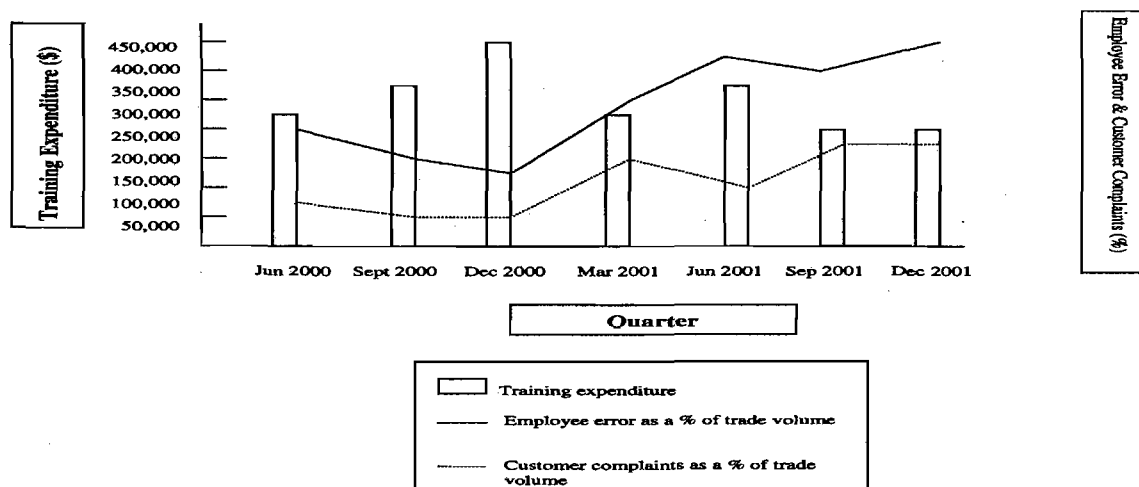 Training Expenditure ($)
450,000
400,000
300,000
250,000
200,000
150,000
100,000
50,000
Jun 2000 Sept 2000 Dec 2000 Mar 2001 Jun 2001 Sep 2001 Dec 2001
Employee Error & Customer Complaints (%)
Quarter
Training expenditure
Employee error as a % of trade volume
Customer complaints as a % of trade
volume